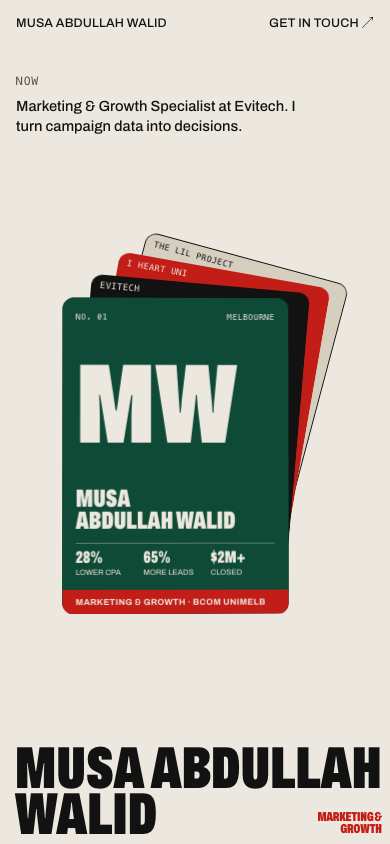 MUSA ABDULLAH WALID
GET IN TOUCH ↗
NOW
Marketing & Growth Specialist at Evitech. I
turn campaign data into decisions.
THE LIL PROJECT
I HEART UNI
EVITECH
NO. 01
MELBOURNE
MW
MUSA
ABDULLAH WALID
28%
LOWER CPA
65%
MORE LEADS
$2M+
CLOSED
MARKETING & GROWTH · BCOM UNIMELB
MUSA ABDULLAH
WALID
MARKETING &
GROWTH